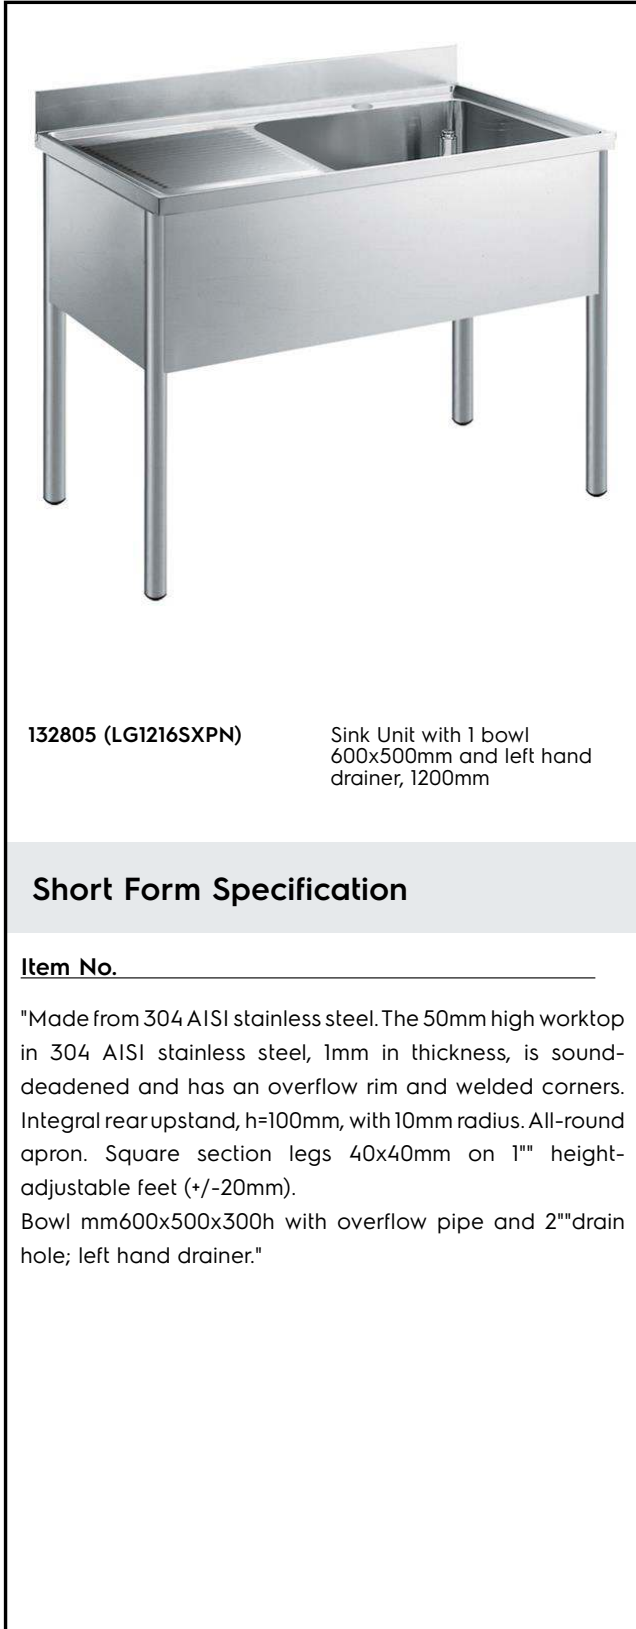 132805 (LG1216SXPN)
Sink Unit with 1 bowl
600x500mm and left hand
drainer, 1200mm
Short Form Specification
Item No.
"Made from 304 AISI stainless steel. The 50mm high worktop
in 304 AISI stainless steel, 1mm in thickness, is sound-
deadened and has an overflow rim and welded corners.
Integral rear upstand, h=100mm, with 10mm radius. All-round
apron. Square section legs 40x40mm on 1"" height-
adjustable feet (+/-20mm).
Bowl mm600x500x300h with overflow pipe and 2""drain
hole; left hand drainer."